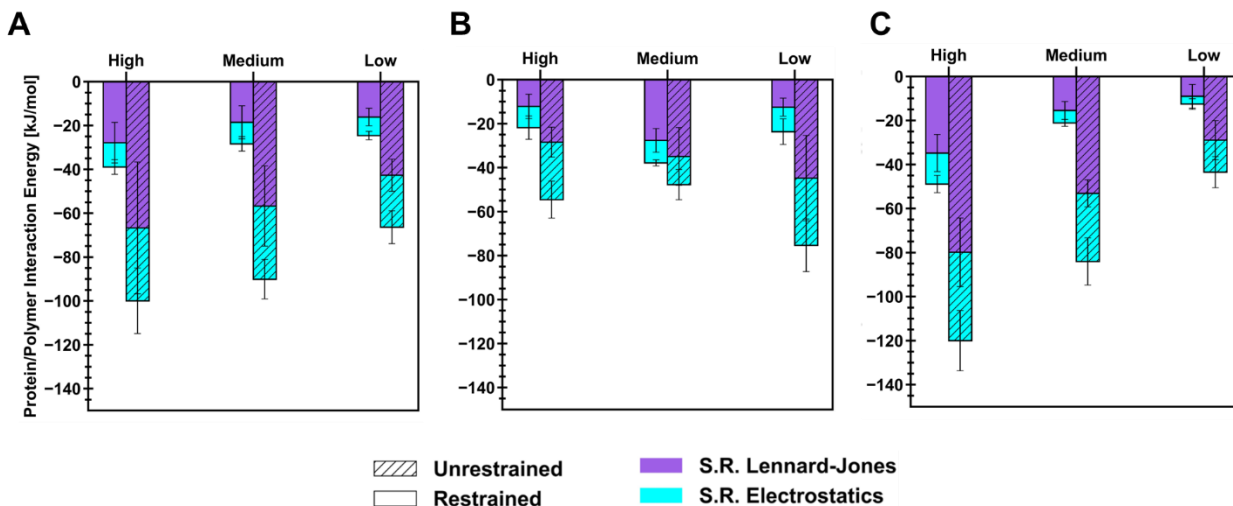 A
B
C
High Medium Low
High Medium Low
High Medium Low
Protein/Polymer Interaction Energy [kJ/mol]
0
−20
−40
−60
−80
−100
−120
−140
0
−20
−40
−60
−80
−100
−120
−140
0
−20
−40
−60
−80
−100
−120
−140
Unrestrained
Restrained
S.R. Lennard-Jones
S.R. Electrostatics